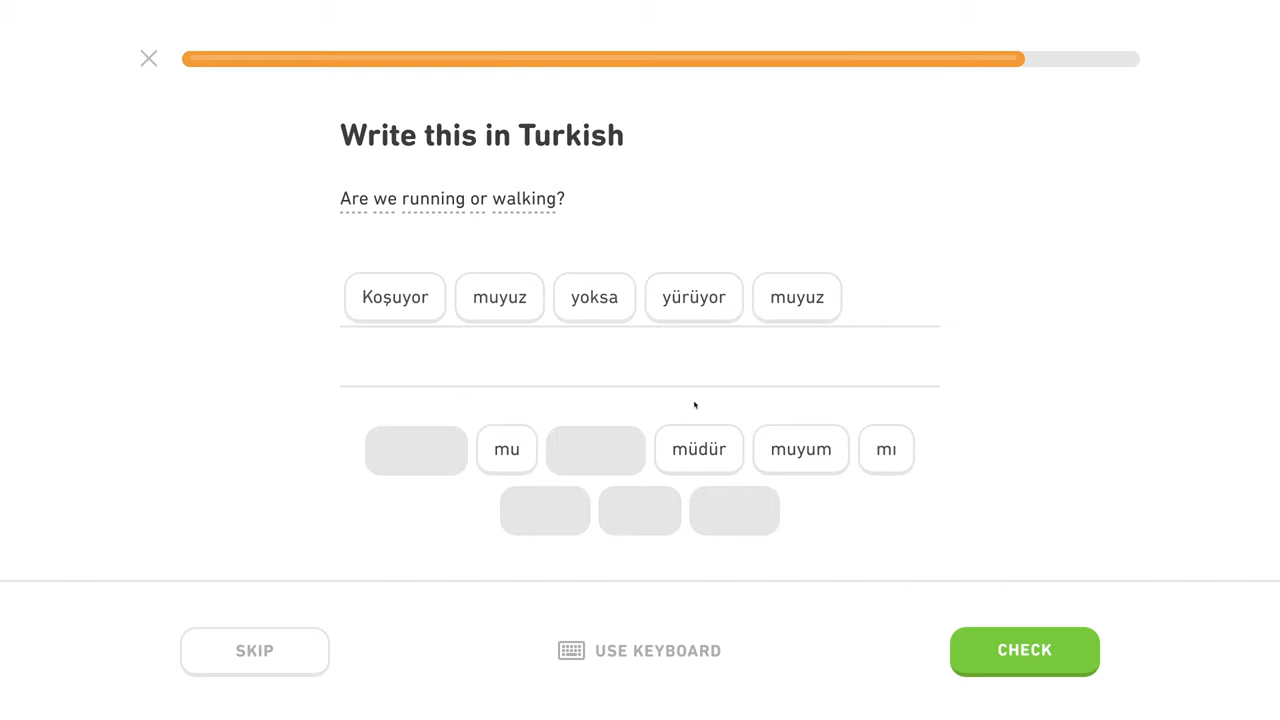 Write this in Turkish
Are we running or walking?
Koşuyor muyuz yoksa yürüyor muyuz
mu müdür muyum mı
SKIP USE KEYBOARD CHECK